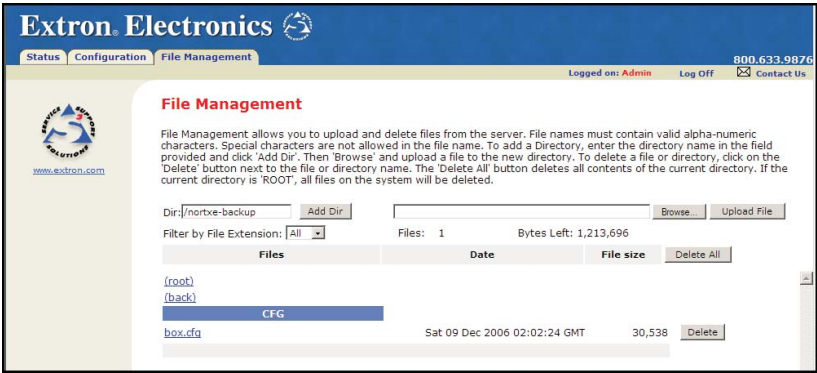 Extron® Electronics
Status Configuration File Management
800.633.9876
Logged on: Admin Log Off Contact Us
SERVICE SUPPORT SOLUTIONS
S3
www.extron.com
File Management
File Management allows you to upload and delete files from the server. File names must contain valid alpha-numeric
characters. Special characters are not allowed in the file name. To add a Directory, enter the directory name in the field
provided and click 'Add Dir'. Then 'Browse' and upload a file to the new directory. To delete a file or directory, click on the
'Delete' button next to the file or directory name. The 'Delete All' button deletes all contents of the current directory. If the
current directory is 'ROOT', all files on the system will be deleted.
Dir: /nortxe-backup Add Dir Browse... Upload File
Filter by File Extension: All Files: 1 Bytes Left: 1,213,696
Files Date File size Delete All
(root)
(back)
CFG
box.cfg Sat 09 Dec 2006 02:02:24 GMT 30,538 Delete